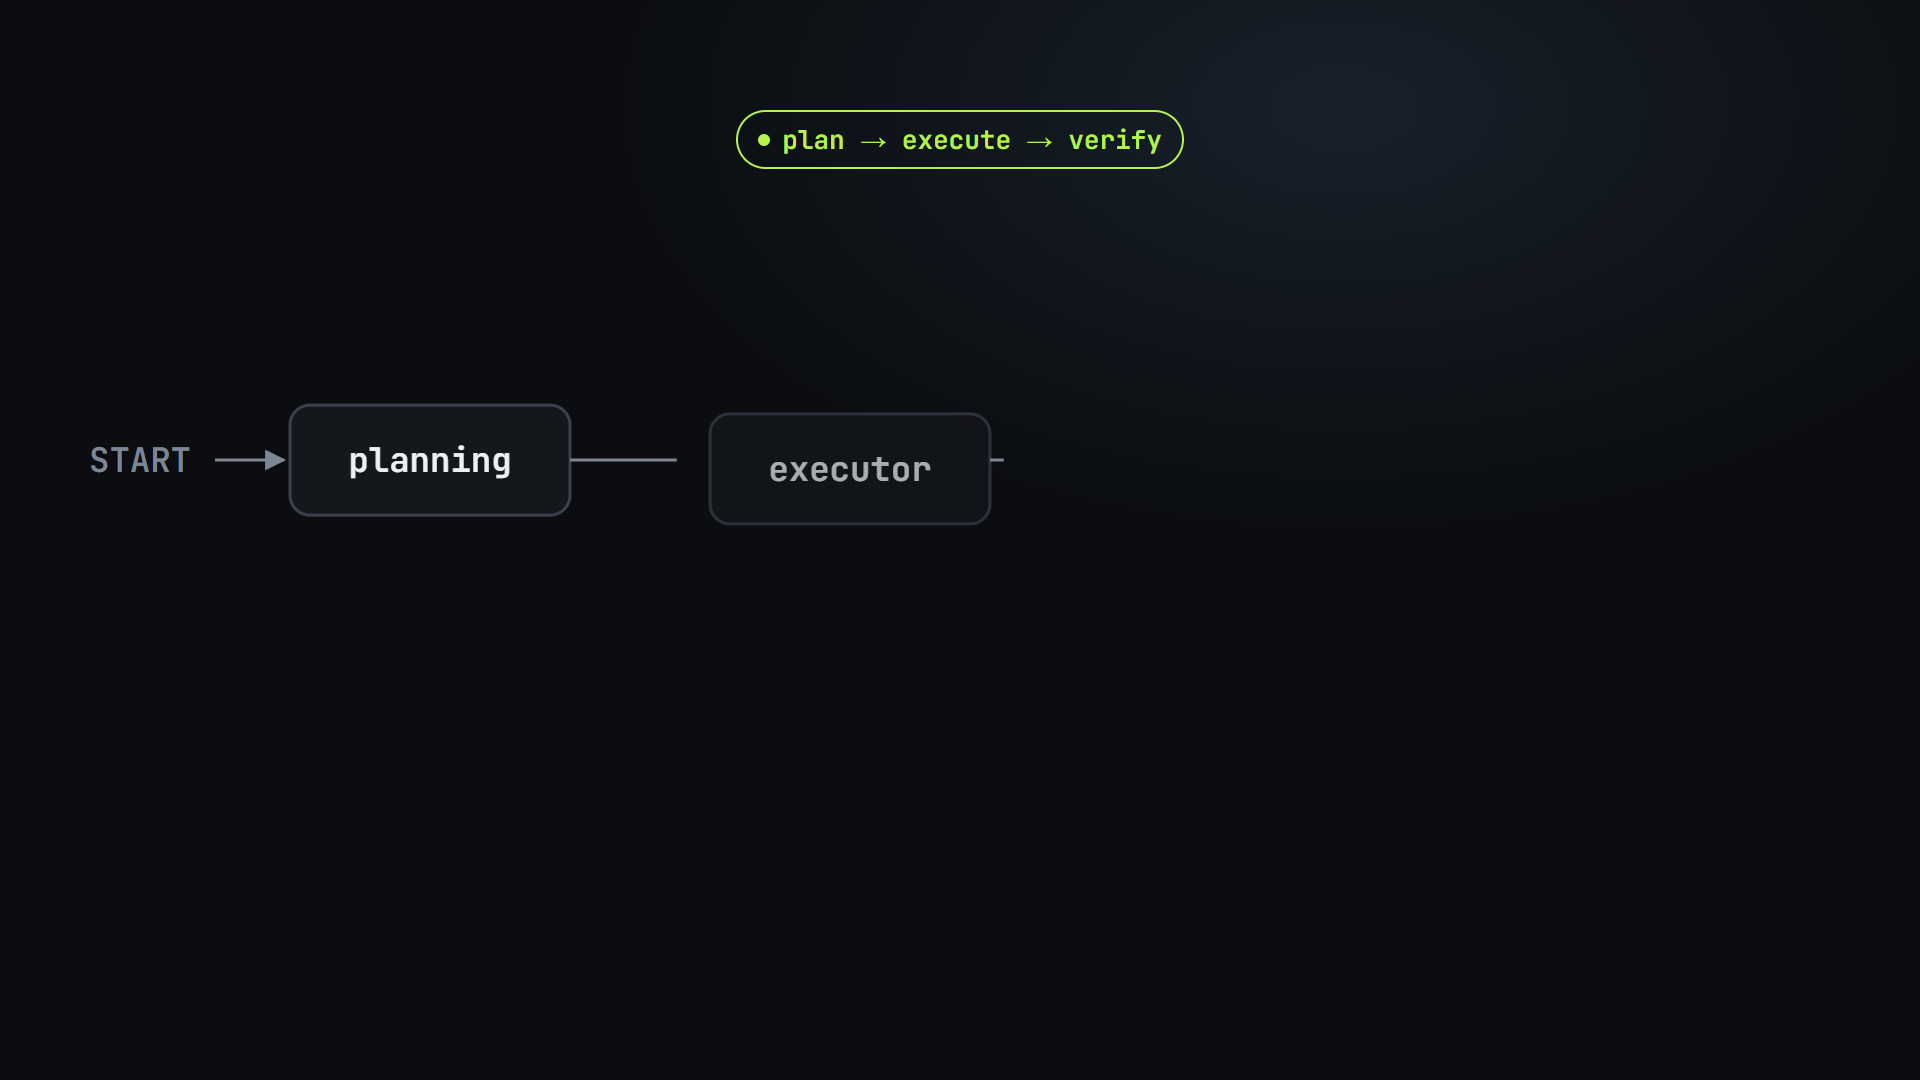 plan → execute → verify
START
planning
executor